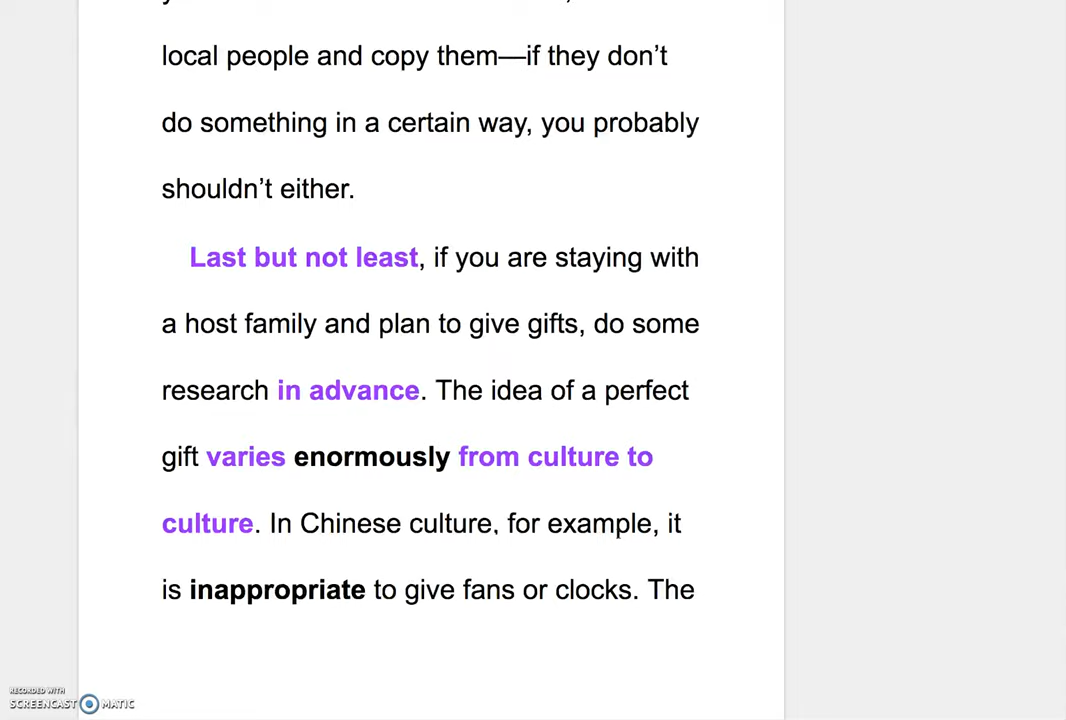 local people and copy them—if they don’t
do something in a certain way, you probably
shouldn’t either.
Last but not least, if you are staying with
a host family and plan to give gifts, do some
research in advance. The idea of a perfect
gift varies enormously from culture to
culture. In Chinese culture, for example, it
is inappropriate to give fans or clocks. The
RECORDED WITH
SCREENCAST MATIC